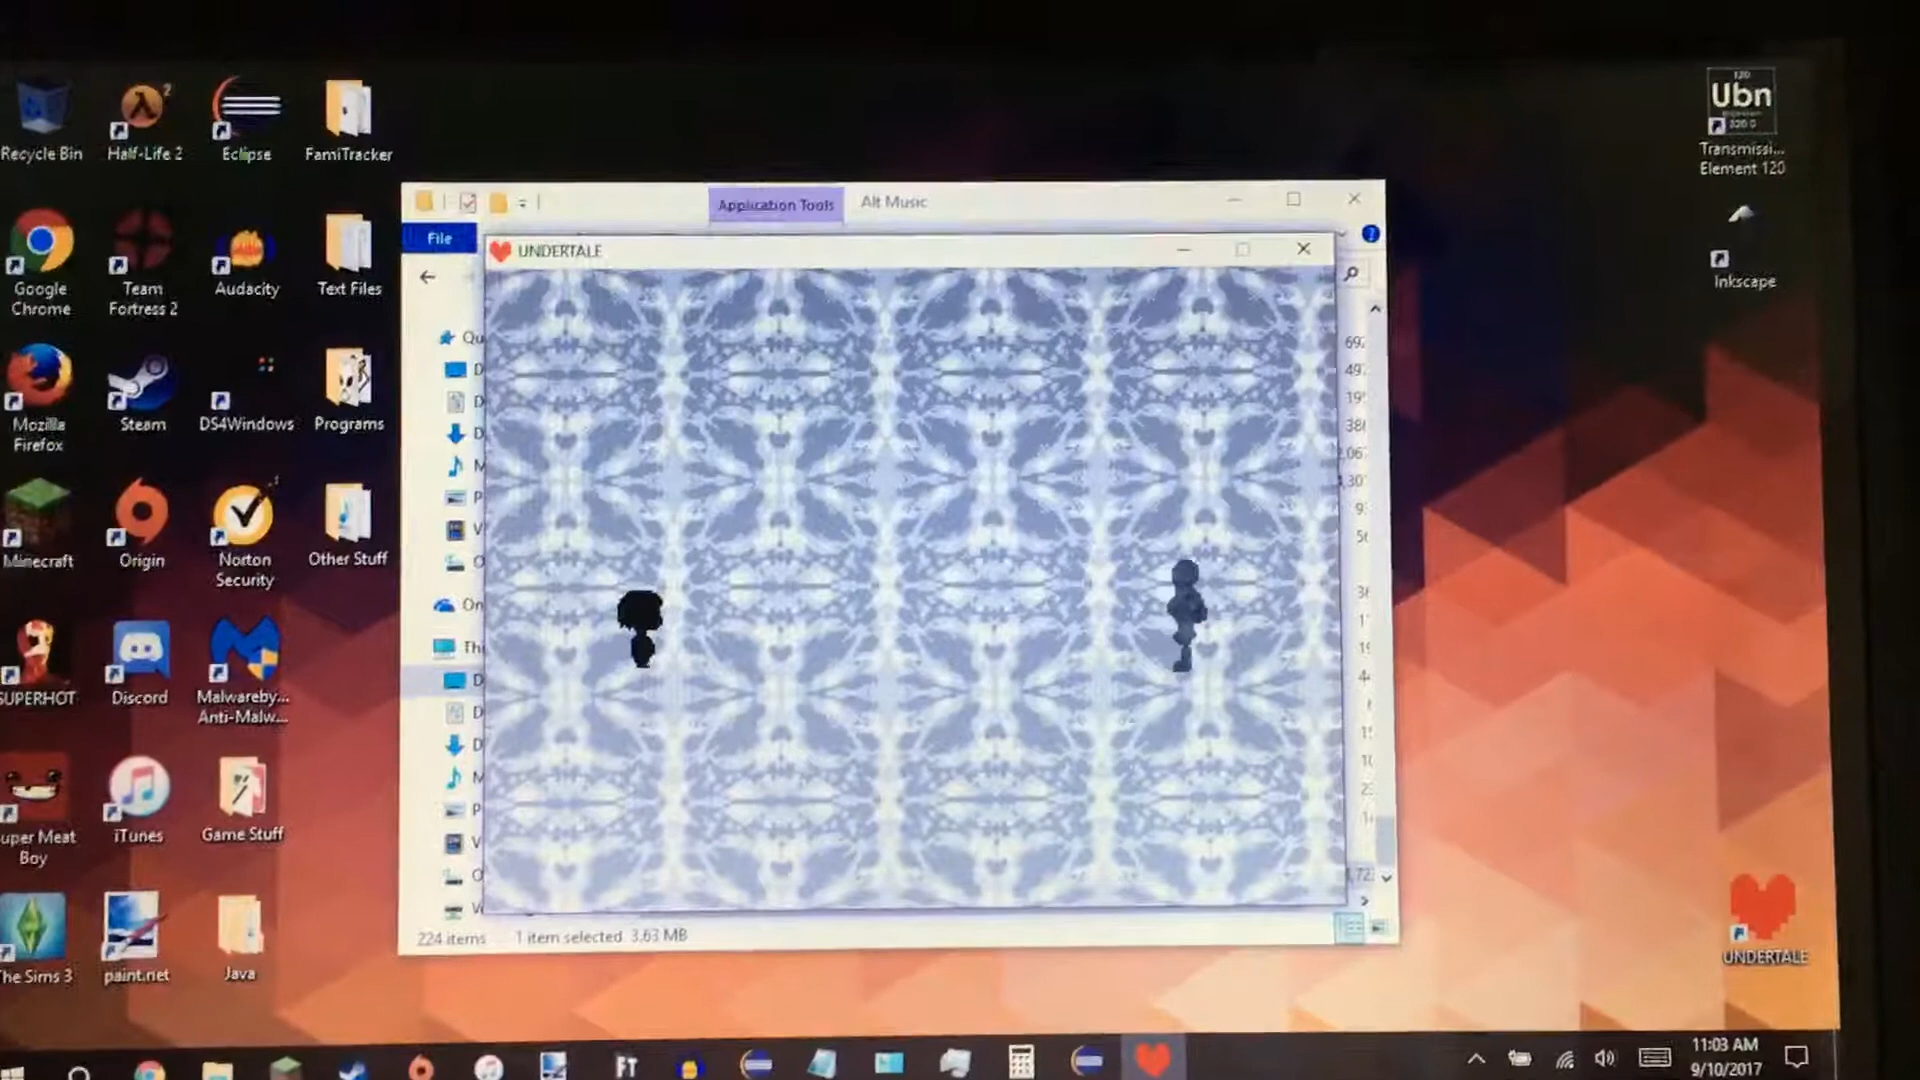 Recycle Bin
Half-Life 2
Eclipse
FamiTracker
120
Ubn
Transmissi...
Element 120
Application Tools
Alt Music
File
UNDERTALE
Google
Chrome
Team
Fortress 2
Audacity
Text Files
Inkscape
Mozilla
Firefox
Steam
DS4Windows
Programs
Minecraft
Origin
Norton
Security
Other Stuff
SUPERHOT
Discord
Malwareby...
Anti-Malw...
uper Meat
Boy
iTunes
Game Stuff
The Sims 3
paint.net
Java
UNDERTALE
224 items
1 item selected 3.63 MB
FT
11:03 AM
9/10/2017